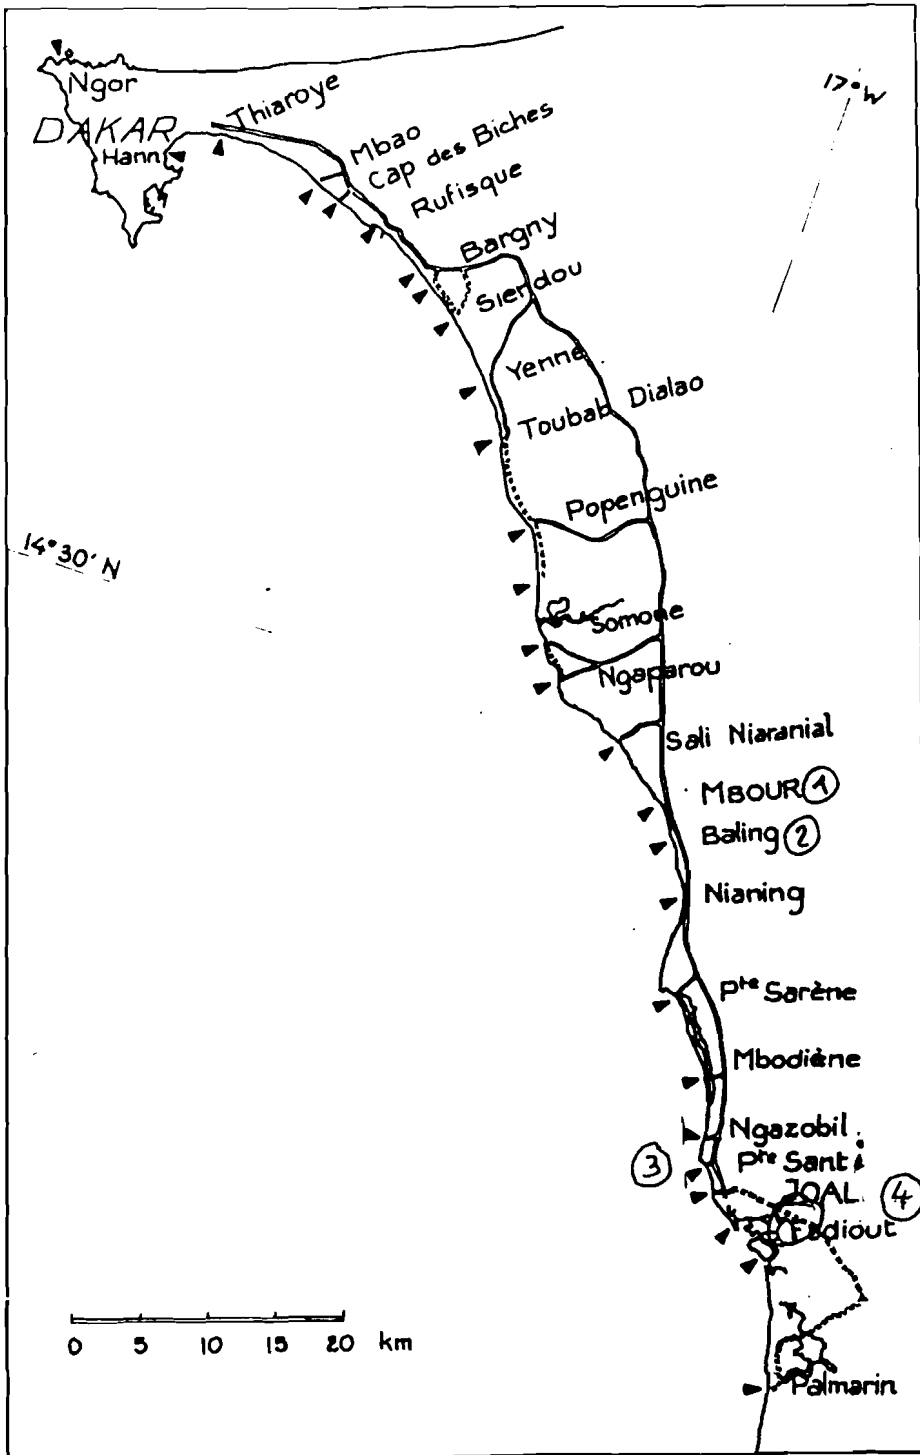 Ngor
17°W
Thiaroye
DAKAR
Mbao
Hann
Cap des Biches
Rufisque
Bargny
Siendou
Yenne
Toubab Dialao
Popenguine
14°30' N
Somone
Ngaparou
Sali Niaranial
MBOUR 1
Baling 2
Nianing
Pte Sarène
Mbodiène
Ngazobil
3
Pte Santi
JOAL 4
Fadiout
0 5 10 15 20 km
Palmarin